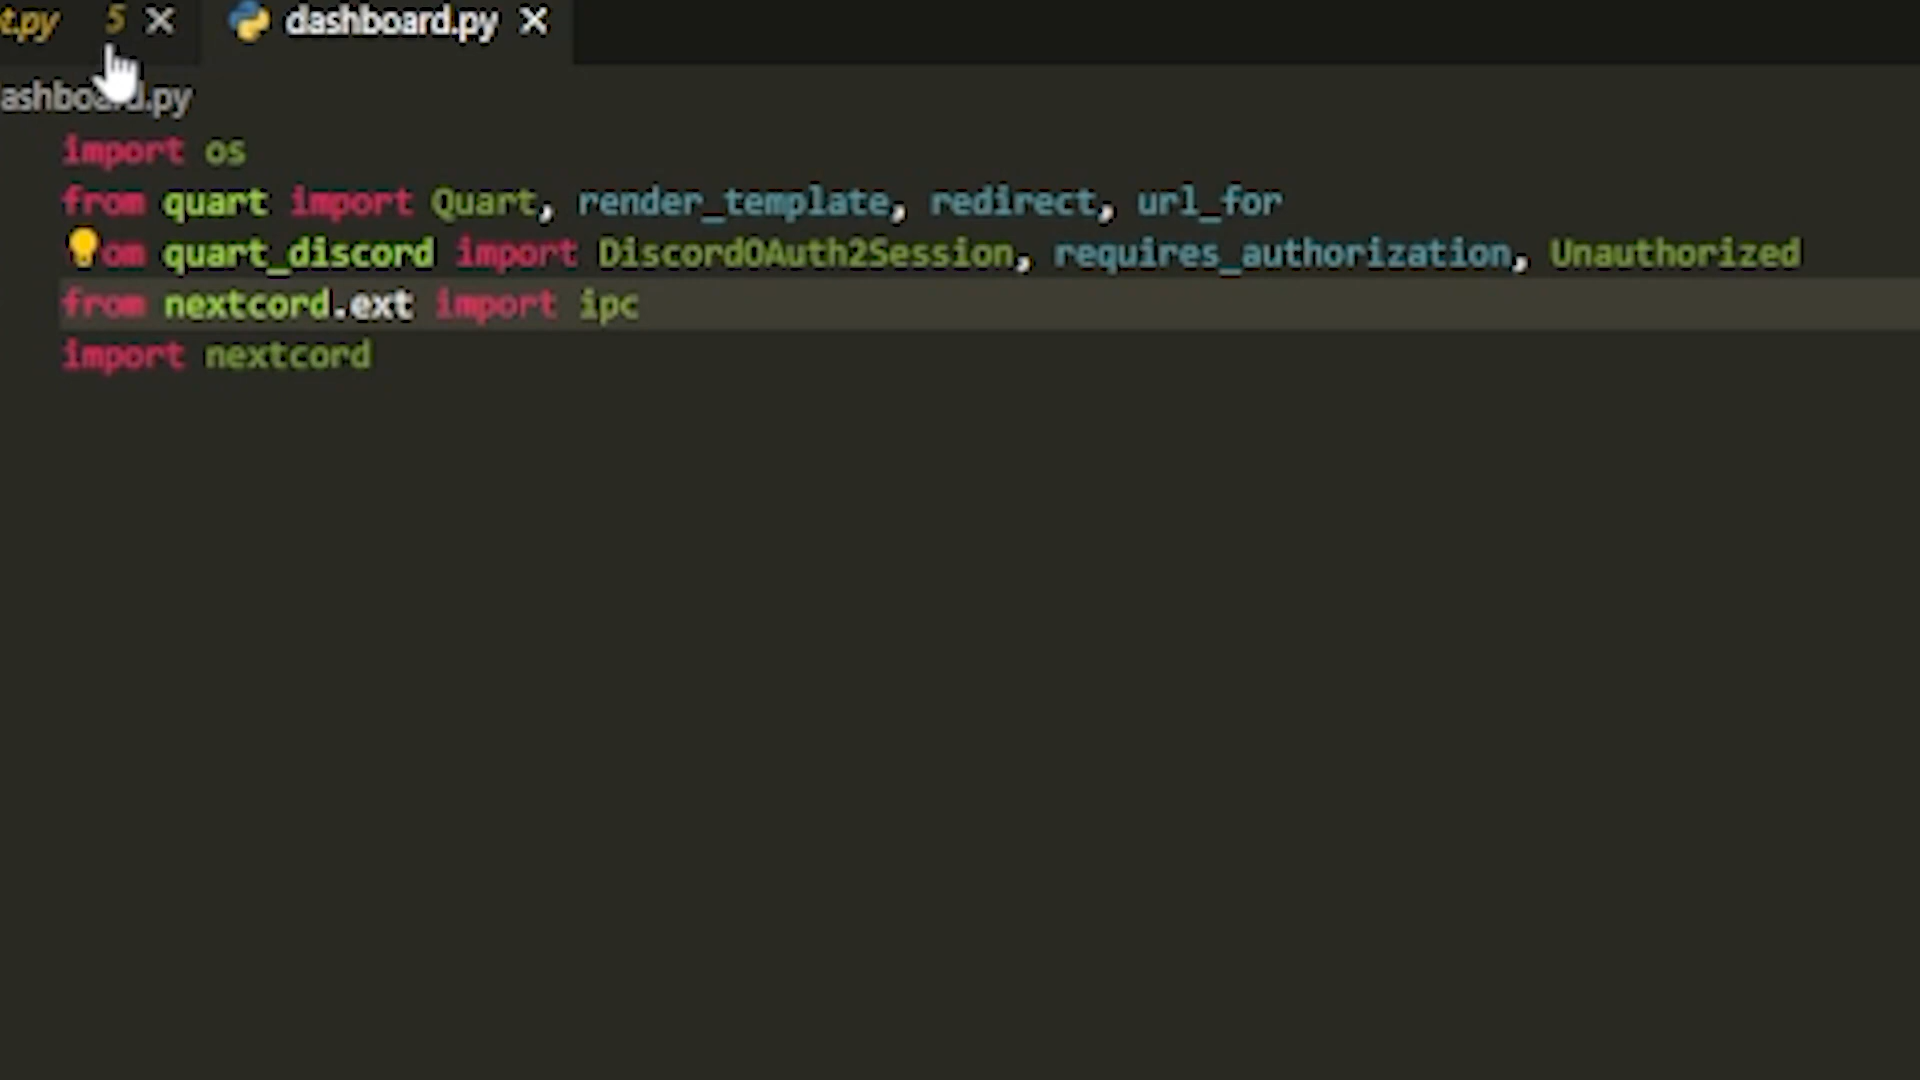 t.py 5 dashboard.py
ashboard.py
import os
from quart import Quart, render_template, redirect, url_for
om quart_discord import DiscordOAuth2Session, requires_authorization, Unauthorized
from nextcord.ext import ipc
import nextcord